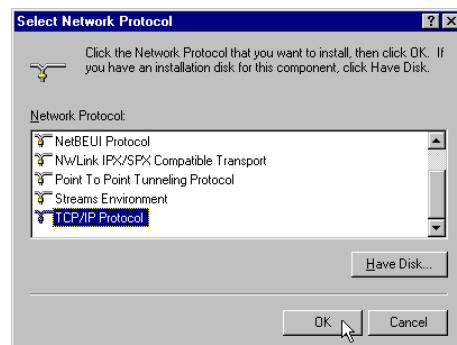 Select Network Protocol
Click the Network Protocol that you want to install, then click OK. If
you have an installation disk for this component, click Have Disk.
Network Protocol:
NetBEUI Protocol
NWLink IPX/SPX Compatible Transport
Point To Point Tunneling Protocol
Streams Environment
TCP/IP Protocol
Have Disk...
OK
Cancel